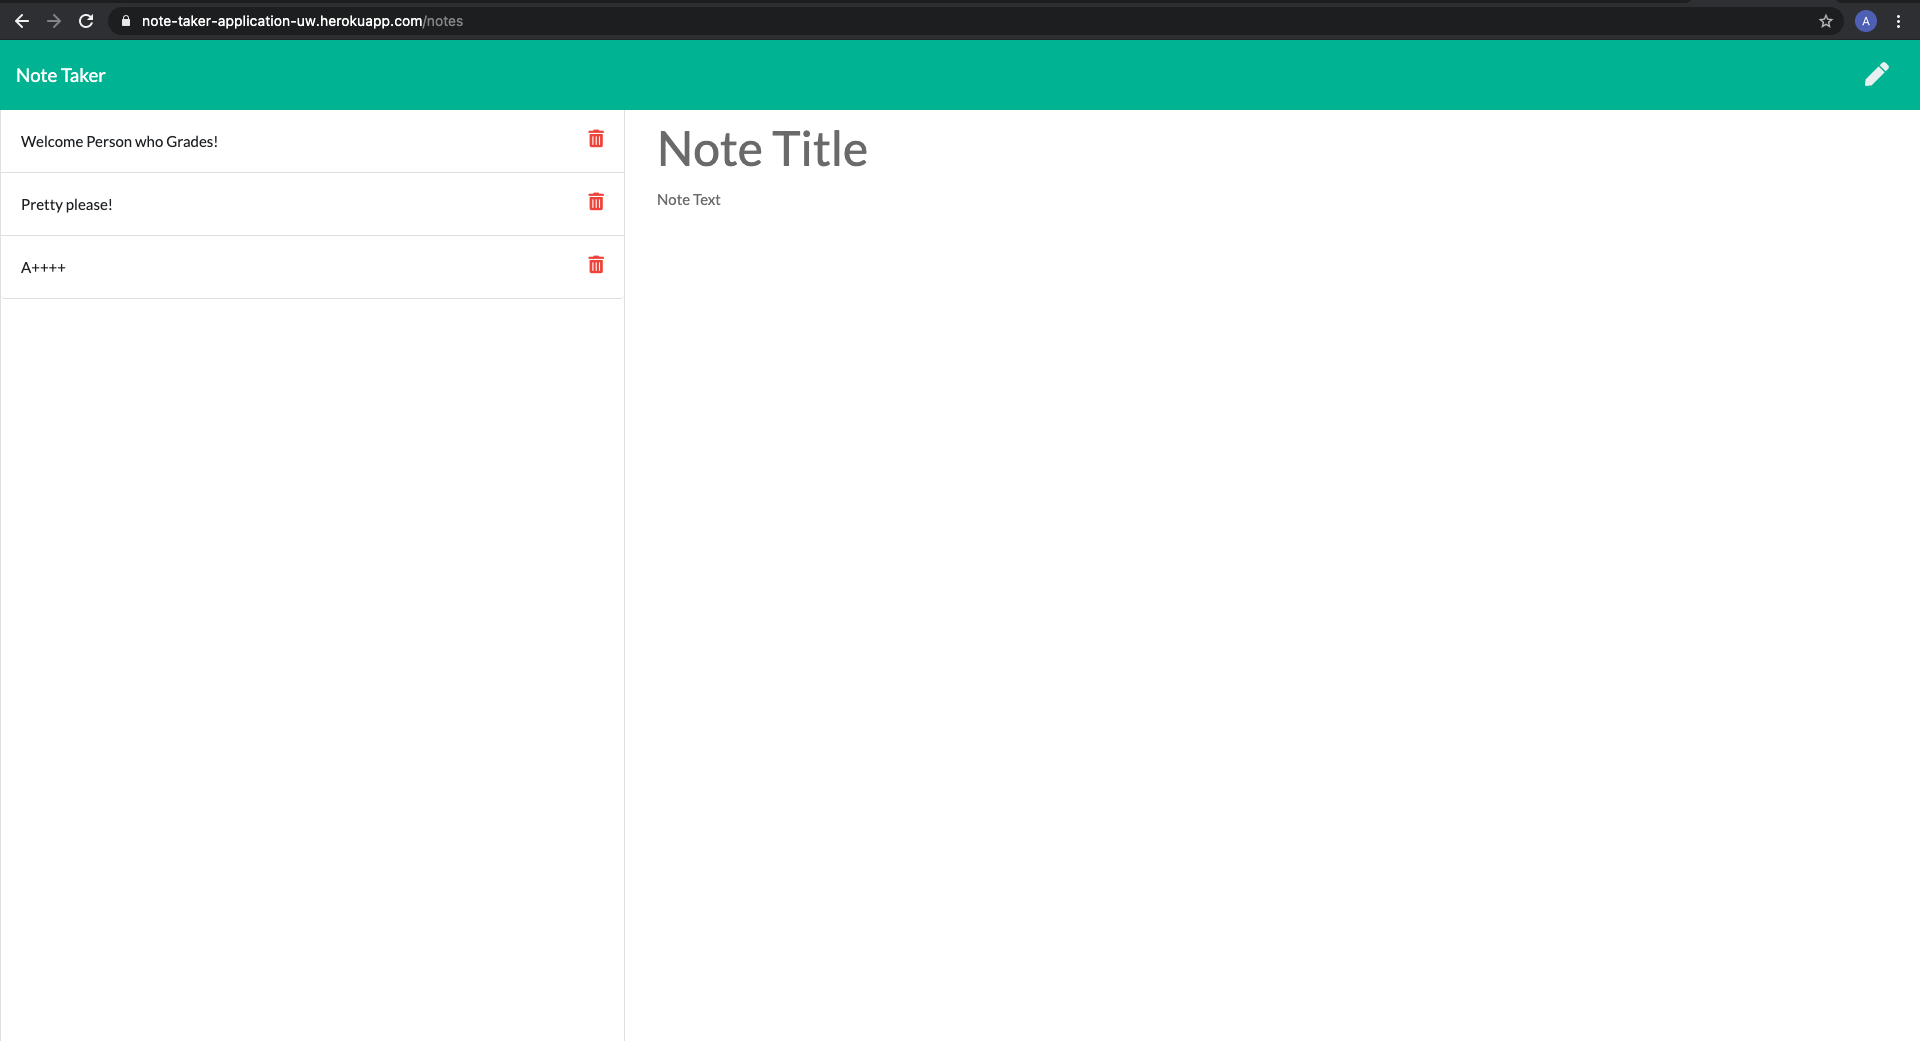 note-taker-application-uw.herokuapp.com/notes
A
Note Taker
Welcome Person who Grades!
Pretty please!
A++++
Note Title
Note Text